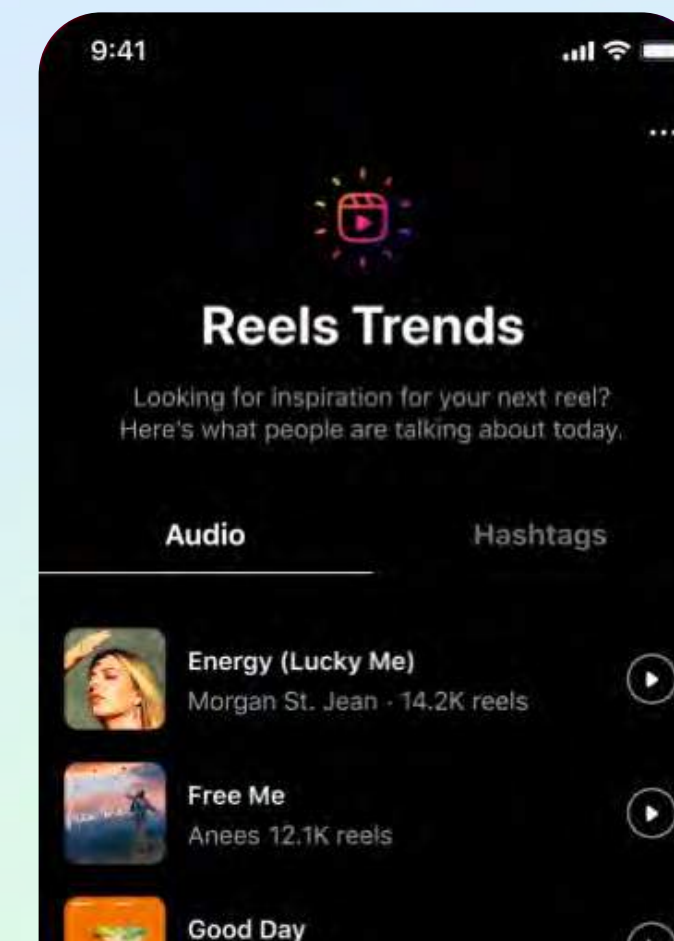 9:41
...
Reels Trends
Looking for inspiration for your next reel?
Here's what people are talking about today.
Audio
Hashtags
Energy (Lucky Me)
Morgan St. Jean · 14.2K reels
Free Me
Anees 12.1K reels
Good Day